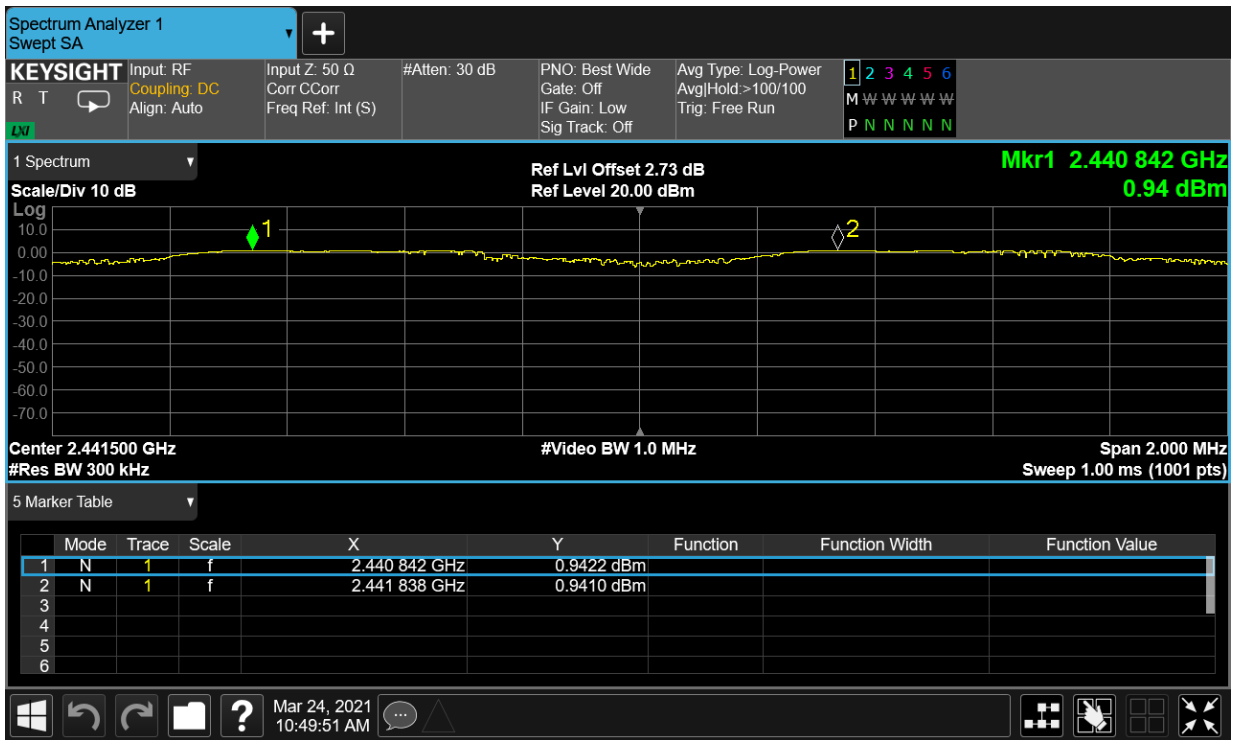 Spectrum Analyzer 1
Swept SA
+
KEYSIGHT Input: RF Input Z: 50 Ω #Atten: 30 dB PNO: Best Wide Avg Type: Log-Power 1 2 3 4 5 6
R T Coupling: DC Corr CCorr Gate: Off Avg|Hold:>100/100 M W W W W W
Align: Auto Freq Ref: Int (S) IF Gain: Low Trig: Free Run
LXI Sig Track: Off P N N N N N
1 Spectrum Ref Lvl Offset 2.73 dB Mkr1 2.440 842 GHz
Scale/Div 10 dB Ref Level 20.00 dBm 0.94 dBm
Log
10.0 1 2
0.00
-10.0
-20.0
-30.0
-40.0
-50.0
-60.0
-70.0
Center 2.441500 GHz #Video BW 1.0 MHz Span 2.000 MHz
#Res BW 300 kHz Sweep 1.00 ms (1001 pts)
5 Marker Table
Mode Trace Scale X Y Function Function Width Function Value
1 N 1 f 2.440 842 GHz 0.9422 dBm
2 N 1 f 2.441 838 GHz 0.9410 dBm
3
4
5
6
? Mar 24, 2021
10:49:51 AM